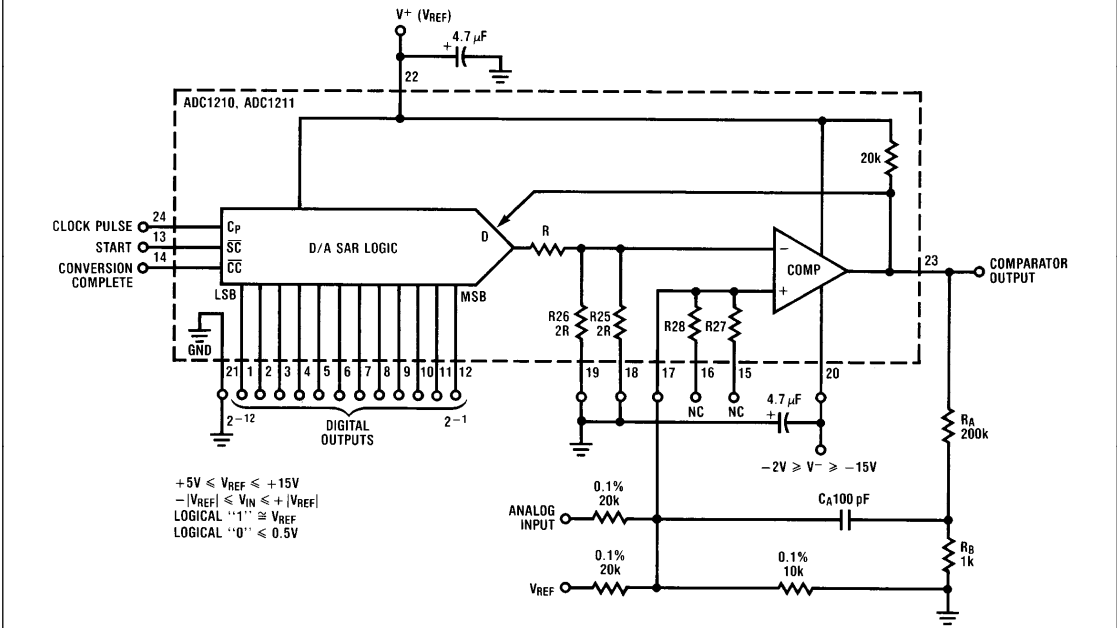 V+ (VREF)
+ 4.7 µF
22
ADC1210, ADC1211
20k
CLOCK PULSE 24 CP
START 13 SC
CONVERSION COMPLETE 14 CC
D/A SAR LOGIC
D
R
−
COMP
+
23
COMPARATOR OUTPUT
LSB
MSB
R26 2R
R25 2R
R28
R27
GND
21 1 2 3 4 5 6 7 8 9 10 11 12
19 18 17 16 15 20
NC NC
4.7 µF
+
2−12
DIGITAL OUTPUTS
2−1
RA 200k
−2V ⩾ V− ⩾ −15V
+5V ⩽ VREF ⩽ +15V
−|VREF| ⩽ VIN ⩽ +|VREF|
LOGICAL "1" ≅ VREF
LOGICAL "0" ⩽ 0.5V
0.1%
20k
ANALOG INPUT
CA100 pF
RB 1k
0.1%
20k
VREF
0.1%
10k